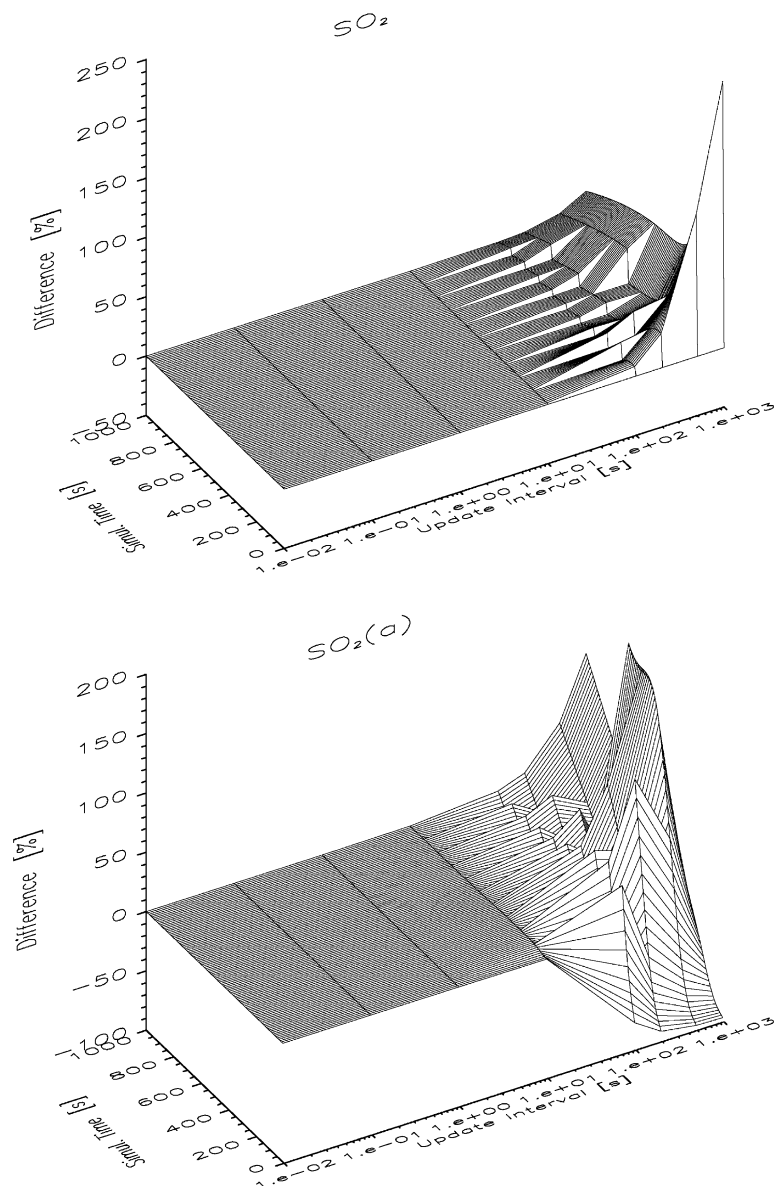 SO₂
250
200
150
100
50
0
−50
Difference [%]
1000
800
600
400
200
0
Simul. Time [s]
1.e−02
1.e−01
1.e+00
1.e+01
1.e+02
1.e+03
Update Interval [s]
SO₂(a)
200
150
100
50
0
−50
−100
Difference [%]
1000
800
600
400
200
0
Simul. Time [s]
1.e−02
1.e−01
1.e+00
1.e+01
1.e+02
1.e+03
Update Interval [s]